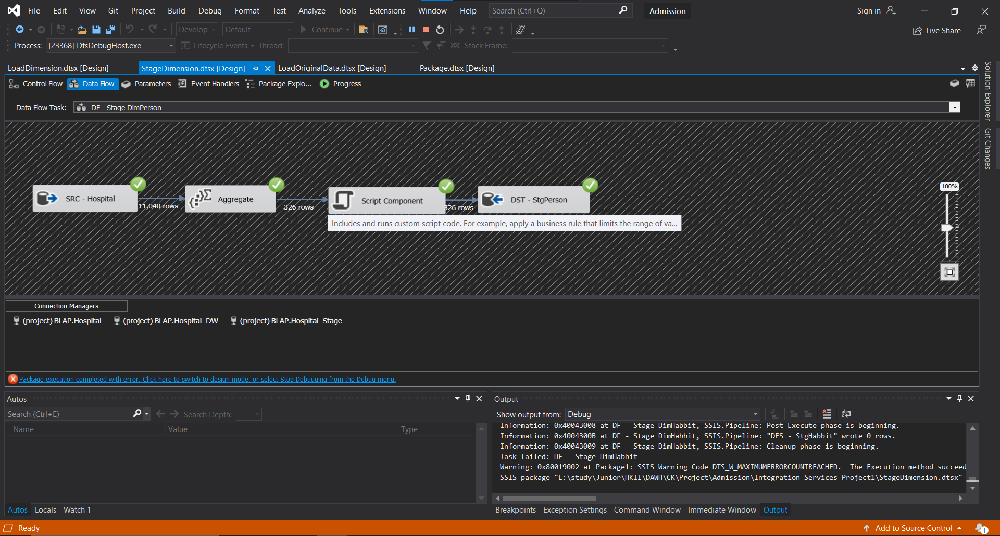 File Edit View Git Project Build Debug Format Test Analyze Tools Extensions Window Help Search (Ctrl+Q) Admission Sign in
Develop Default Continue Live Share
Process: [23368] DtsDebugHost.exe Lifecycle Events Thread: Stack Frame:
LoadDimension.dtsx [Design] StageDimension.dtsx [Design] LoadOriginalData.dtsx [Design] Package.dtsx [Design]
Control Flow Data Flow Parameters Event Handlers Package Explo... Progress
Data Flow Task: DF - Stage DimPerson
Solution Explorer
Git Changes
100%
SRC - Hospital Aggregate Script Component DST - StgPerson
11,040 rows 326 rows 326 rows
Includes and runs custom script code. For example, apply a business rule that limits the range of va...
Connection Managers
(project) BLAP.Hospital (project) BLAP.Hospital_DW (project) BLAP.Hospital_Stage
Package execution completed with error. Click here to switch to design mode, or select Stop Debugging from the Debug menu.
Autos
Search (Ctrl+E) Search Depth:
Name Value Type
Autos Locals Watch 1
Output
Show output from: Debug
Information: 0x40043008 at DF - Stage DimHabbit, SSIS.Pipeline: Post Execute phase is beginning.
Information: 0x4004300B at DF - Stage DimHabbit, SSIS.Pipeline: "DES - StgHabbit" wrote 0 rows.
Information: 0x40043009 at DF - Stage DimHabbit, SSIS.Pipeline: Cleanup phase is beginning.
Task failed: DF - Stage DimHabbit
Warning: 0x80019002 at Package1: SSIS Warning Code DTS_W_MAXIMUMERRORCOUNTREACHED.  The Execution method succeed
SSIS package "E:\study\Junior\HKII\DAWH\CK\Project\Admission\Integration Services Project1\StageDimension.dtsx"
Breakpoints Exception Settings Command Window Immediate Window Output
Ready Add to Source Control 1